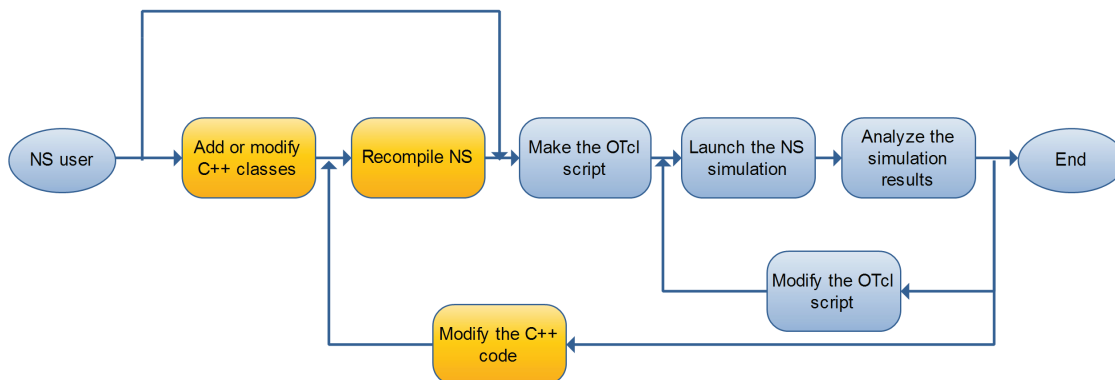 NS user
Add or modify
C++ classes
Recompile NS
Make the OTcl
script
Launch the NS
simulation
Analyze the
simulation
results
End
Modify the OTcl
script
Modify the C++
code